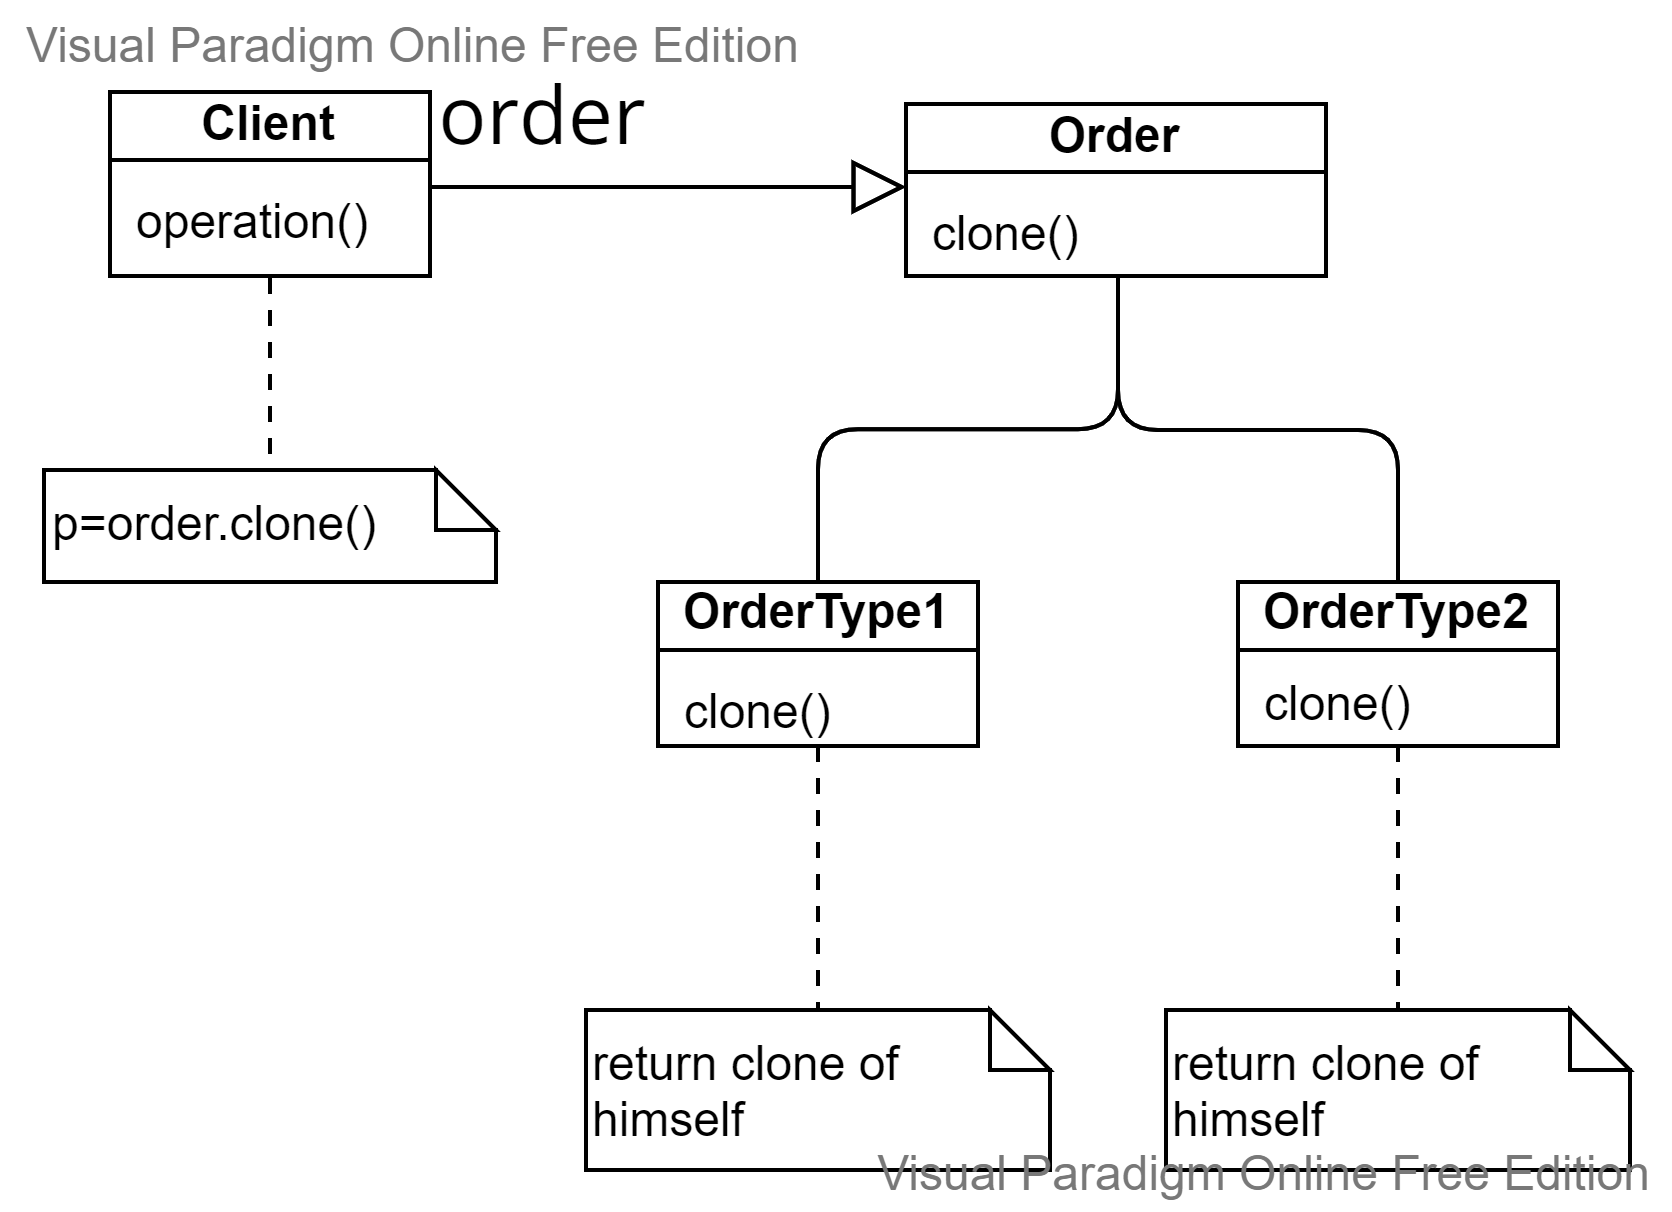 Visual Paradigm Online Free Edition
Client
order
Order
operation()
clone()
p=order.clone()
OrderType1
OrderType2
clone()
clone()
return clone of
himself
return clone of
himself
Visual Paradigm Online Free Edition